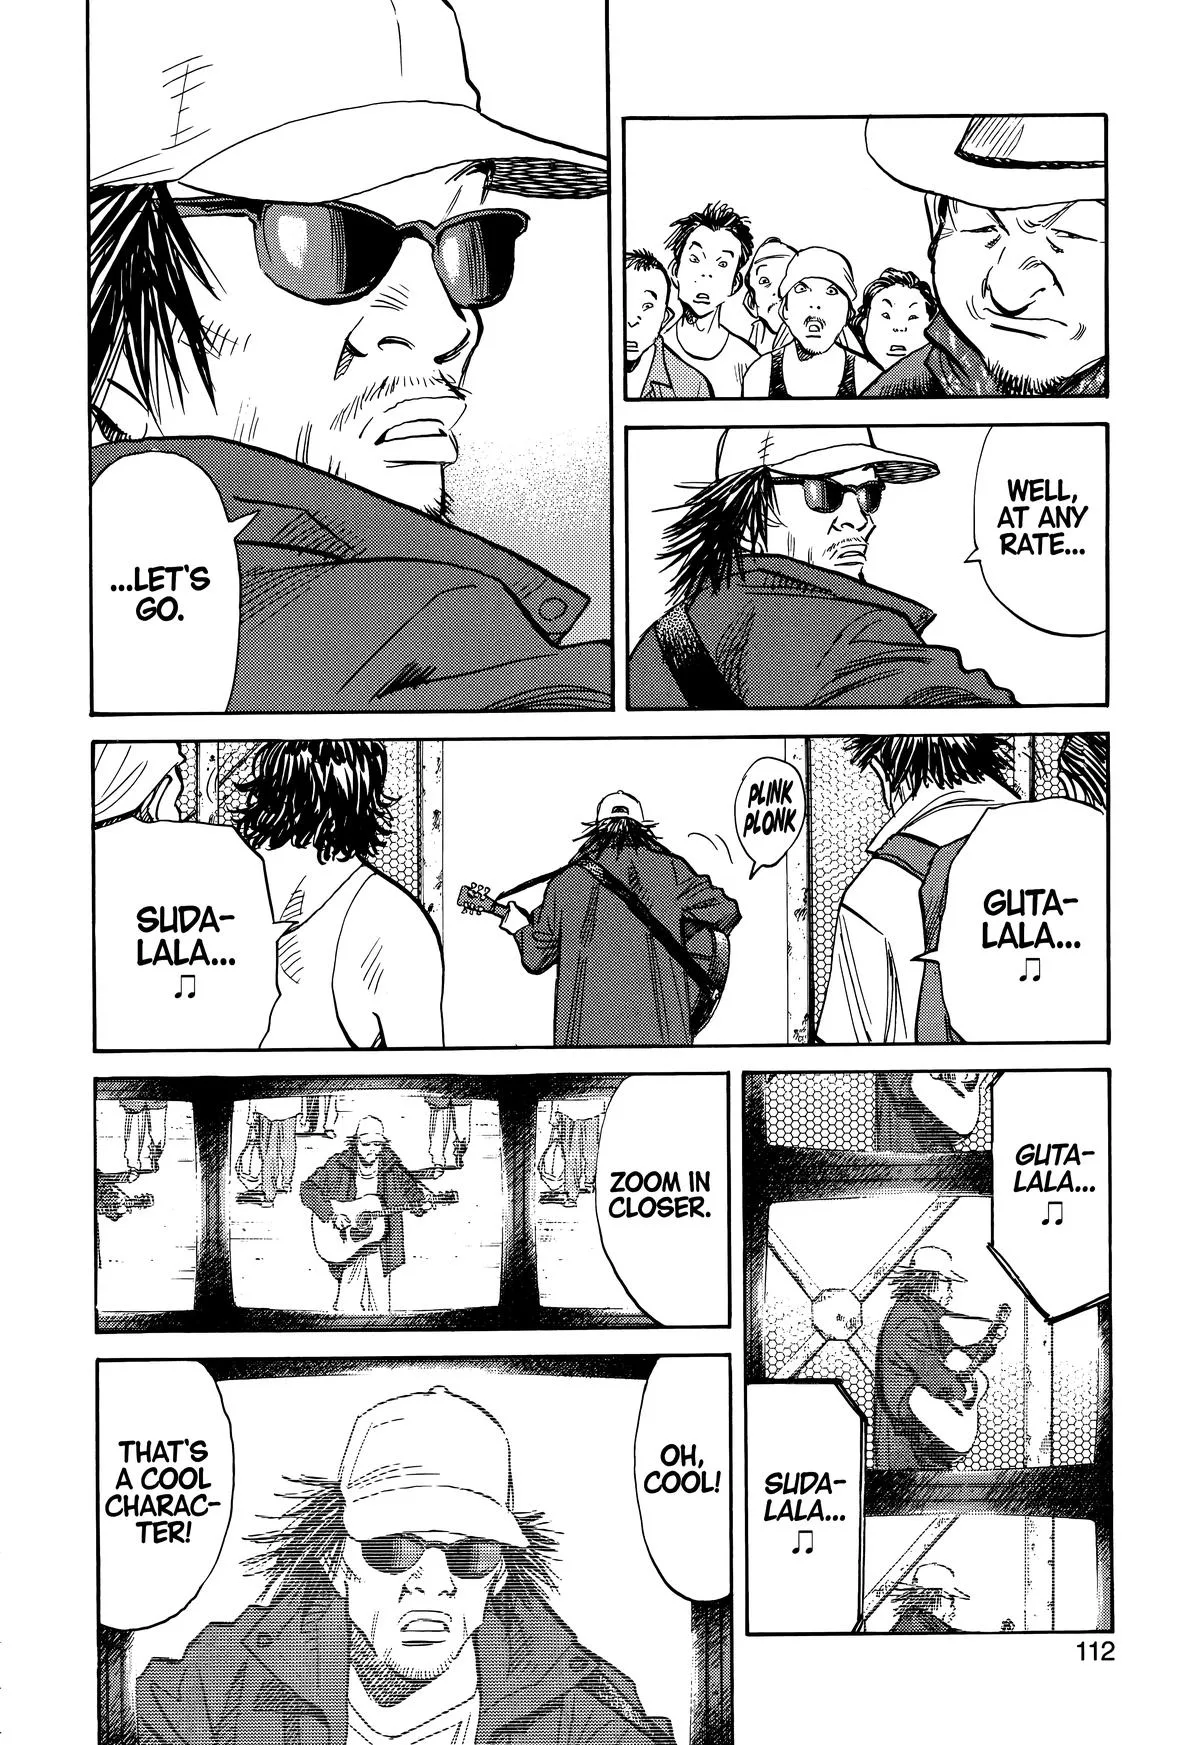 WELL,
AT ANY
RATE...
...LET'S
GO.
PLINK
PLONK
GUTA-
LALA...
♫
SUDA-
LALA...
♫
GUTA-
LALA...
♫
SUDA-
LALA...
♫
ZOOM IN
CLOSER.
OH,
COOL!
THAT'S
A COOL
CHARAC-
TER!
112